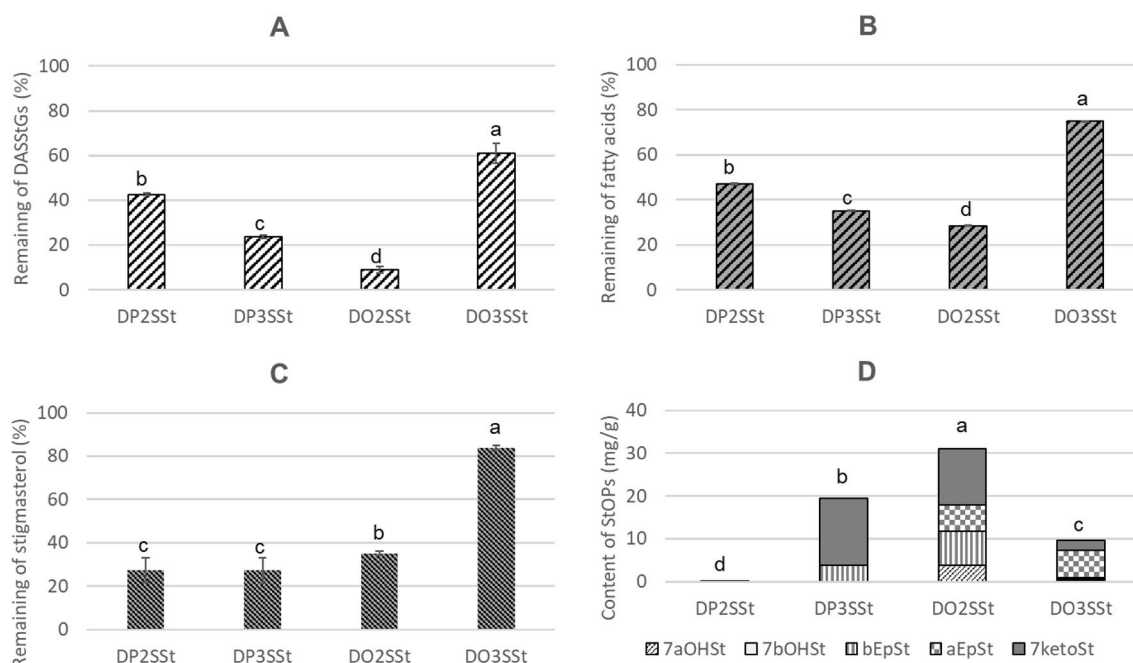 A
Remainng of DASStGs (%)
100
80
60
40
20
0
b
c
d
a
DP2SSt DP3SSt DO2SSt DO3SSt
B
Remaining of fatty acids (%)
100
80
60
40
20
0
b
c
d
a
DP2SSt DP3SSt DO2SSt DO3SSt
C
Remaining of stigmasterol (%)
100
80
60
40
20
0
c
c
b
a
DP2SSt DP3SSt DO2SSt DO3SSt
D
Content of StOPs (mg/g)
40
30
20
10
0
d
b
a
c
DP2SSt DP3SSt DO2SSt DO3SSt
7aOHSt 7bOHSt bEpSt aEpSt 7ketoSt